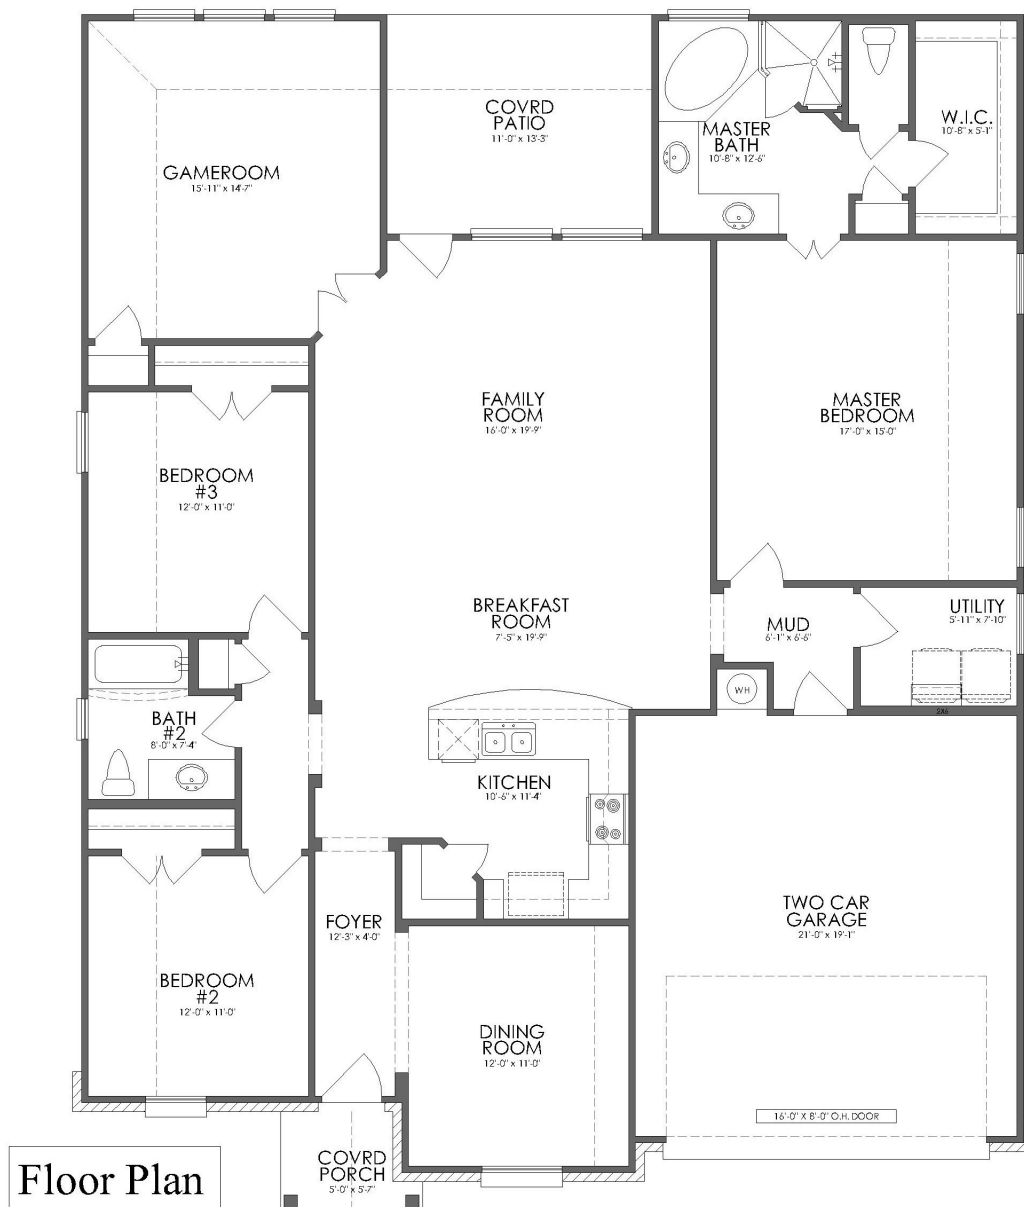 COVRD
PATIO
11'-0" x 13'-3"
MASTER
BATH
10'-8" x 12'-6"
W.I.C.
10'-8" x 5'-1"
GAMEROOM
15'-11" x 14'-7"
FAMILY
ROOM
16'-0" x 19'-9"
MASTER
BEDROOM
17'-0" x 15'-0"
BEDROOM
#3
12'-0" x 11'-0"
BREAKFAST
ROOM
7'-5" x 19'-9"
MUD
6'-1" x 6'-6"
UTILITY
5'-11" x 7'-10"
WH
2X6
BATH
#2
8'-0" x 7'-4"
KITCHEN
10'-6" x 11'-4"
FOYER
12'-3" x 4'-0"
TWO CAR
GARAGE
21'-0" x 19'-1"
BEDROOM
#2
12'-0" x 11'-0"
DINING
ROOM
12'-0" x 11'-0"
16'-0" X 8'-0" O.H. DOOR
COVRD
PORCH
5'-0" x 5'-7"
Floor Plan